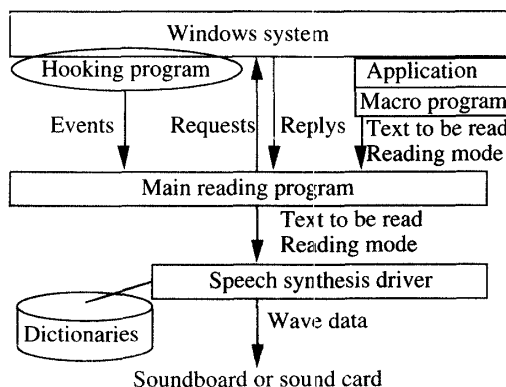 Windows system
Hooking program
Application
Macro program
Events
Requests
Replys
Text to be read
Reading mode
Main reading program
Text to be read
Reading mode
Speech synthesis driver
Dictionaries
Wave data
Soundboard or sound card